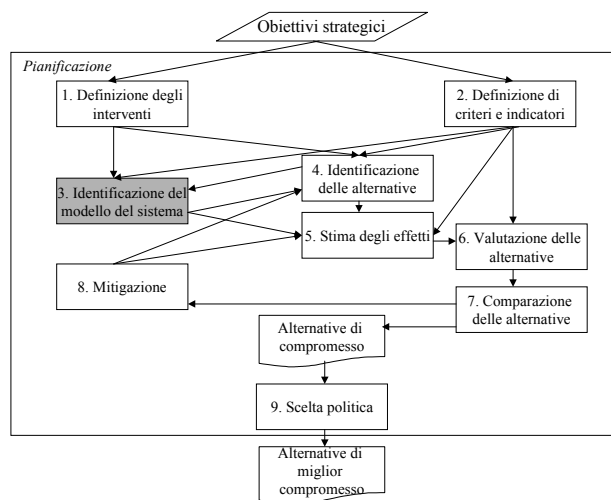 Obiettivi strategici
Pianificazione
1. Definizione degli
interventi
2. Definizione di
criteri e indicatori
3. Identificazione del
modello del sistema
4. Identificazione
delle alternative
5. Stima degli effetti
6. Valutazione delle
alternative
8. Mitigazione
7. Comparazione
delle alternative
Alternative di
compromesso
9. Scelta politica
Alternative di
miglior
compromesso